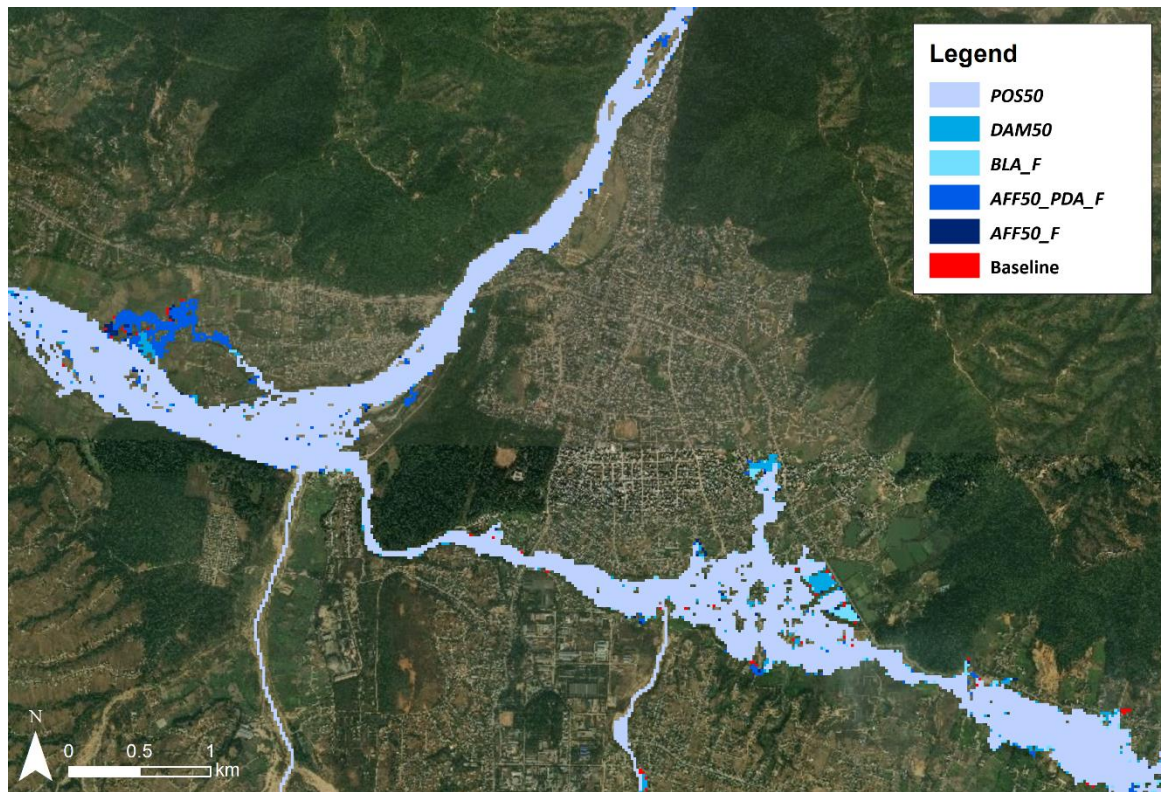 Legend
POS50
DAM50
BLA_F
AFF50_PDA_F
AFF50_F
Baseline
N
0 0.5 1
km